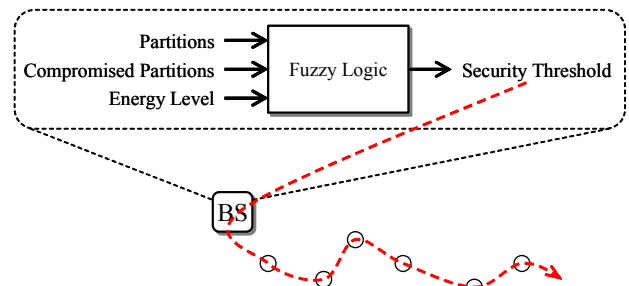 Partitions
Compromised Partitions
Energy Level
Fuzzy Logic
Security Threshold
BS